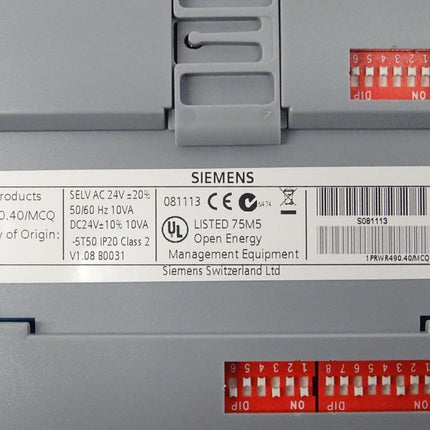 6 5 4 3 2 1
DIP ON
SIEMENS
roducts
0.40/MCQ
y of Origin:
SELV AC 24V ±20%
50/60 Hz 10VA
DC24V±10% 10VA
-5T50 IP20 Class 2
V1.08 B0031
081113 CE N474
UL LISTED 75M5
Open Energy
Management Equipment
S081113
1PRWR490.40/MCQ
Siemens Switzerland Ltd
6 5 4 3 2 1 8 7 6 5 4 3 2 1
DIP ON DIP ON